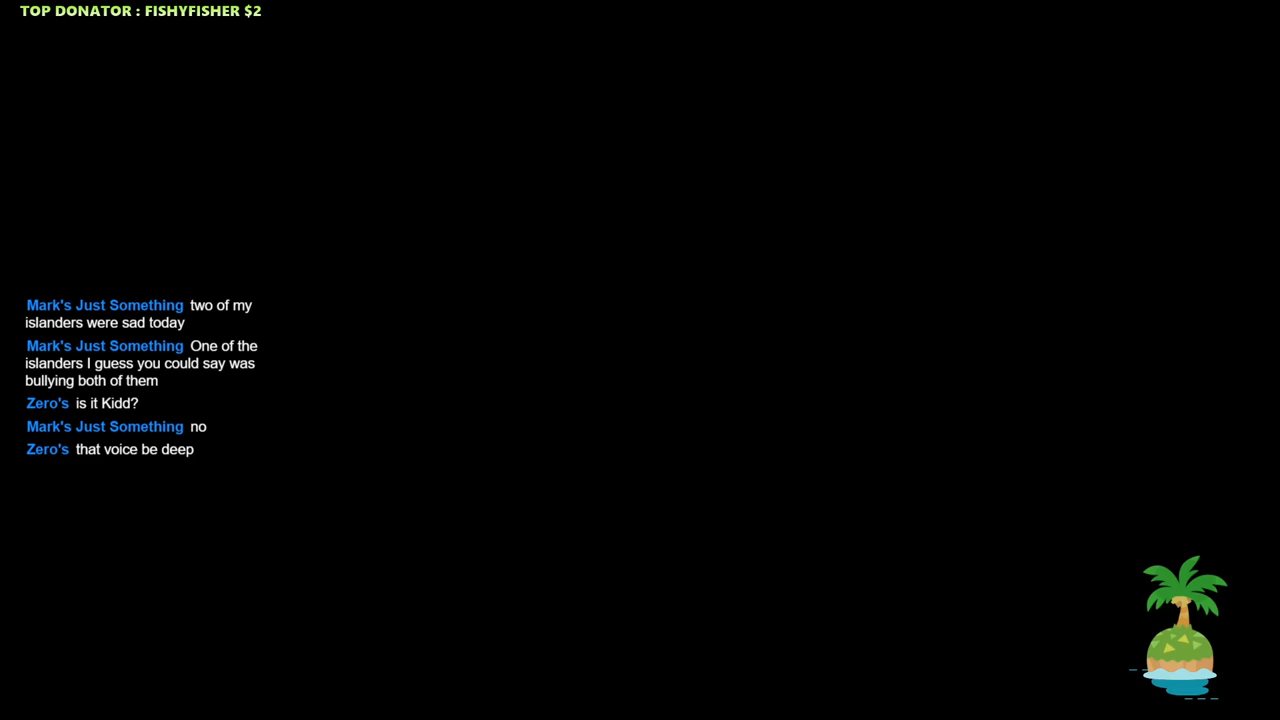 TOP DONATOR : FISHYFISHER $2
Mark's Just Something two of my
islanders were sad today
Mark's Just Something One of the
islanders I guess you could say was
bullying both of them
Zero's is it Kidd?
Mark's Just Something no
Zero's that voice be deep